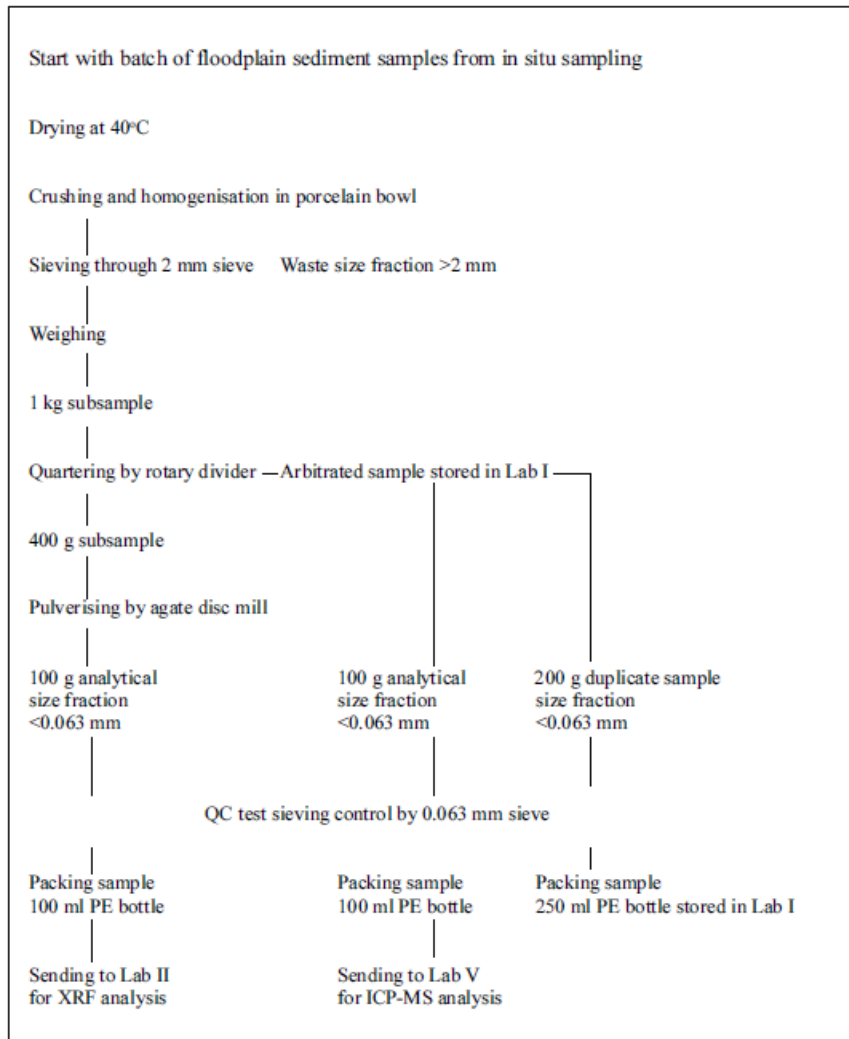 Start with batch of floodplain sediment samples from in situ sampling
Drying at 40°C
Crushing and homogenisation in porcelain bowl
Sieving through 2 mm sieve Waste size fraction >2 mm
Weighing
1 kg subsample
Quartering by rotary divider Arbitrated sample stored in Lab I
400 g subsample
Pulverising by agate disc mill
100 g analytical
size fraction
<0.063 mm
100 g analytical
size fraction
<0.063 mm
200 g duplicate sample
size fraction
<0.063 mm
QC test sieving control by 0.063 mm sieve
Packing sample
100 ml PE bottle
Packing sample
100 ml PE bottle
Packing sample
250 ml PE bottle stored in Lab I
Sending to Lab II
for XRF analysis
Sending to Lab V
for ICP-MS analysis